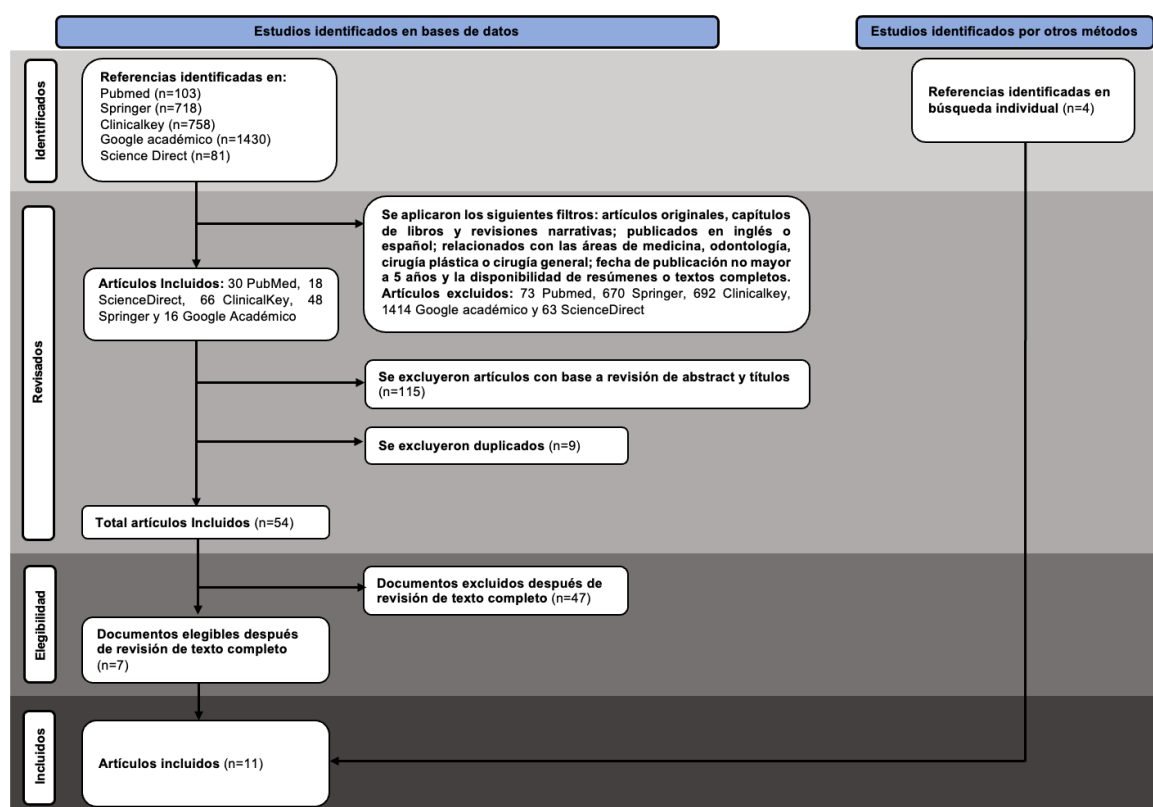 Estudios identificados en bases de datos
Estudios identificados por otros métodos
Identificados
Referencias identificadas en:
Pubmed (n=103)
Springer (n=718)
Clinicalkey (n=758)
Google académico (n=1430)
Science Direct (n=81)
Referencias identificadas en
búsqueda individual (n=4)
Revisados
Se aplicaron los siguientes filtros: artículos originales, capítulos
de libros y revisiones narrativas; publicados en inglés o
español; relacionados con las áreas de medicina, odontología,
cirugía plástica o cirugía general; fecha de publicación no mayor
a 5 años y la disponibilidad de resúmenes o textos completos.
Artículos excluidos: 73 Pubmed, 670 Springer, 692 Clinicalkey,
1414 Google académico y 63 ScienceDirect
Artículos Incluidos: 30 PubMed, 18
ScienceDirect, 66 ClinicalKey, 48
Springer y 16 Google Académico
Se excluyeron artículos con base a revisión de abstract y títulos
(n=115)
Se excluyeron duplicados (n=9)
Total artículos Incluidos (n=54)
Elegibilidad
Documentos excluidos después de
revisión de texto completo (n=47)
Documentos elegibles después
de revisión de texto completo
(n=7)
Incluidos
Artículos incluidos (n=11)